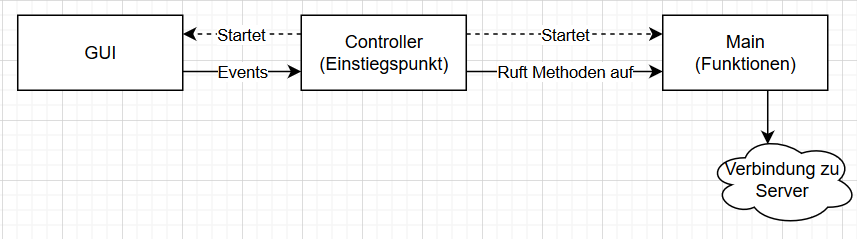 GUI
Startet
Events
Controller
(Einstiegspunkt)
Startet
Ruft Methoden auf
Main
(Funktionen)
Verbindung zu
Server